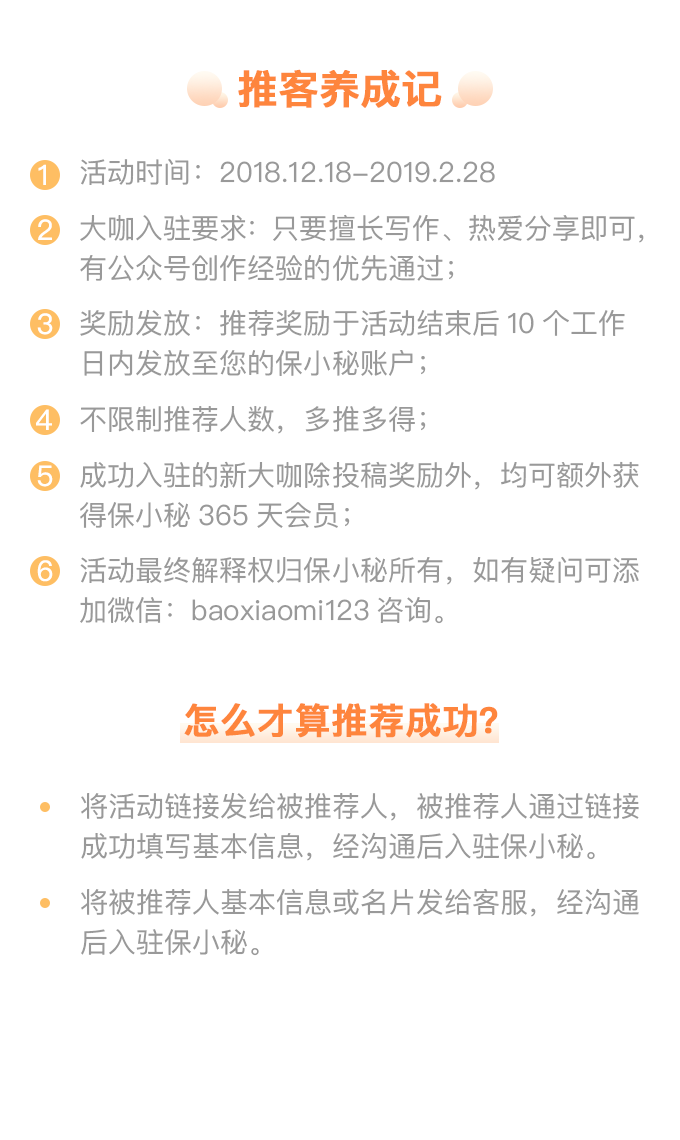 推客养成记
1 活动时间：2018.12.18-2019.2.28
2 大咖入驻要求：只要擅长写作、热爱分享即可，
有公众号创作经验的优先通过；
3 奖励发放：推荐奖励于活动结束后 10 个工作
日内发放至您的保小秘账户；
4 不限制推荐人数，多推多得；
5 成功入驻的新大咖除投稿奖励外，均可额外获
得保小秘 365 天会员；
6 活动最终解释权归保小秘所有，如有疑问可添
加微信：baoxiaomi123 咨询。
怎么才算推荐成功?
• 将活动链接发给被推荐人，被推荐人通过链接
成功填写基本信息，经沟通后入驻保小秘。
• 将被推荐人基本信息或名片发给客服，经沟通
后入驻保小秘。